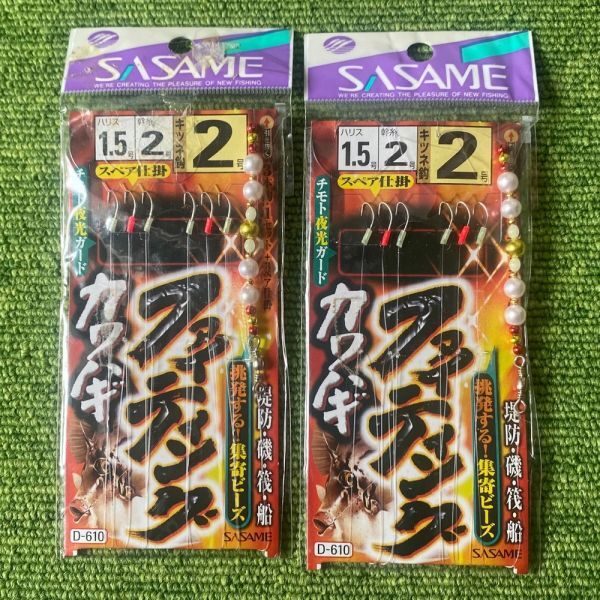 SASAME
WE'RE CREATING THE PLEASURE OF NEW FISHING
ハリス
1.5号
幹糸
2号
キツネ鈎
2号
スペア仕掛
チモト夜光ガード
カワハギ
ファイティング
挑発する!集寄ビーズ
堤防・磯・筏・船
D-610
SASAME
SASAME
WE'RE CREATING THE PLEASURE OF NEW FISHING
ハリス
1.5号
幹糸
2号
キツネ鈎
2号
スペア仕掛
チモト夜光ガード
カワハギ
ファイティング
挑発する!集寄ビーズ
堤防・磯・筏・船
D-610
SASAME